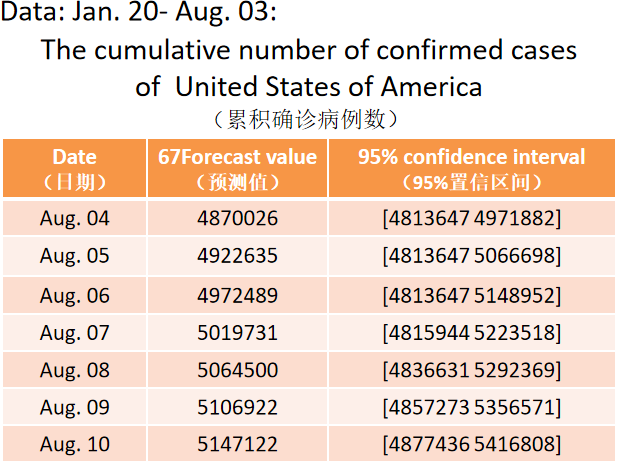 Data: Jan. 20- Aug. 03:
The cumulative number of confirmed cases
of United States of America
（累积确诊病例数）
Date 67Forecast value 95% confidence interval
（日期） （预测值） （95%置信区间）
Aug. 04 4870026 [4813647 4971882]
Aug. 05 4922635 [4813647 5066698]
Aug. 06 4972489 [4813647 5148952]
Aug. 07 5019731 [4815944 5223518]
Aug. 08 5064500 [4836631 5292369]
Aug. 09 5106922 [4857273 5356571]
Aug. 10 5147122 [4877436 5416808]